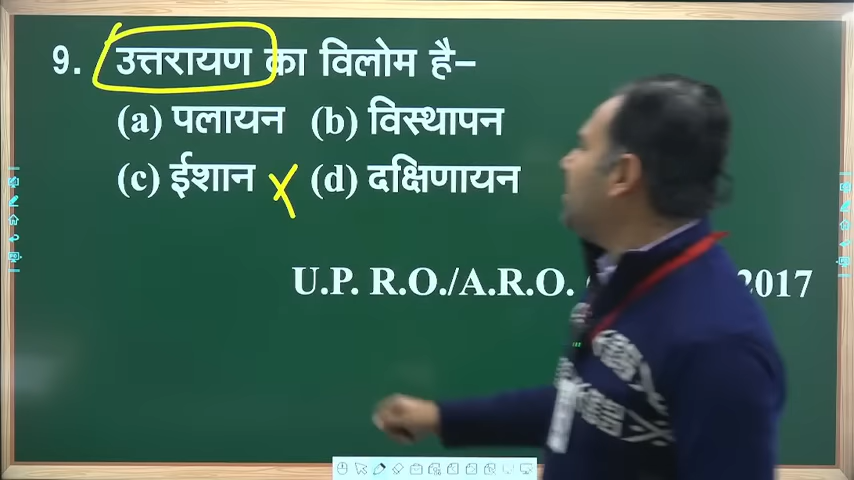 9. उत्तरायण का विलोम है–
(a) पलायन (b) विस्थापन
(c) ईशान (d) दक्षिणायन
U.P. R.O./A.R.O. 2017